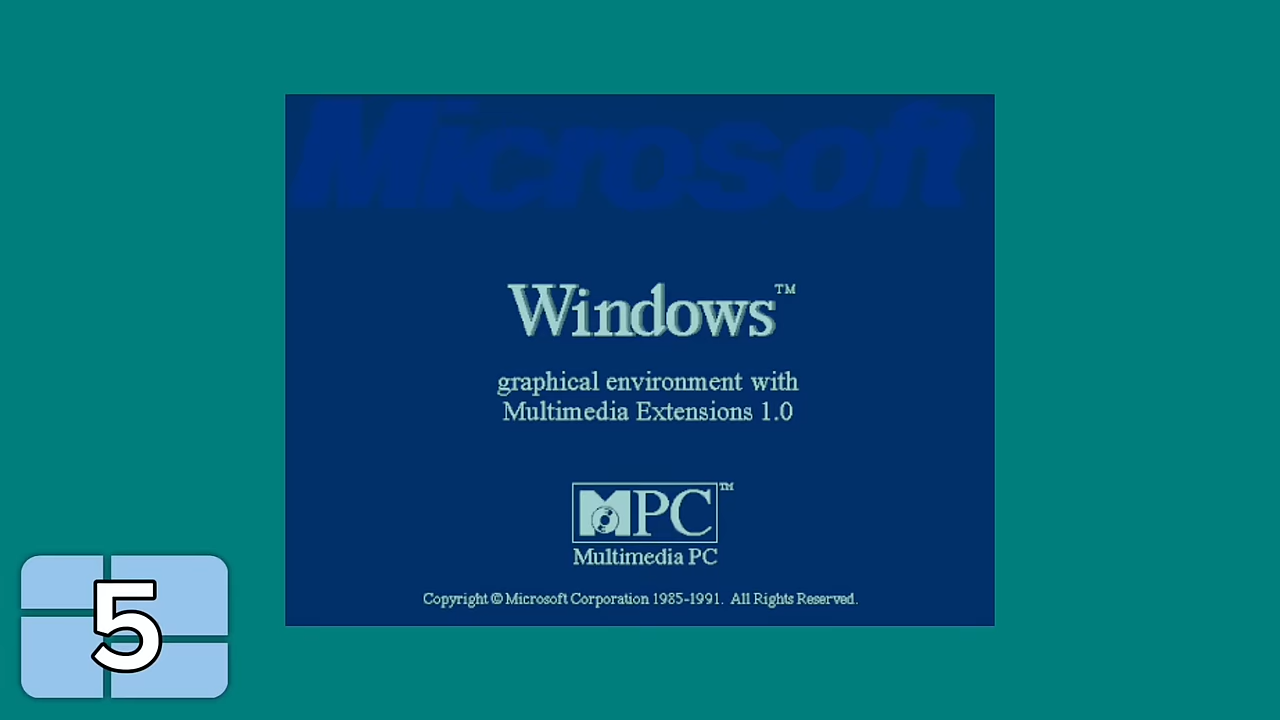 Microsoft
Windows™
graphical environment with
Multimedia Extensions 1.0
MPC™
Multimedia PC
Copyright © Microsoft Corporation 1985-1991. All Rights Reserved.
5